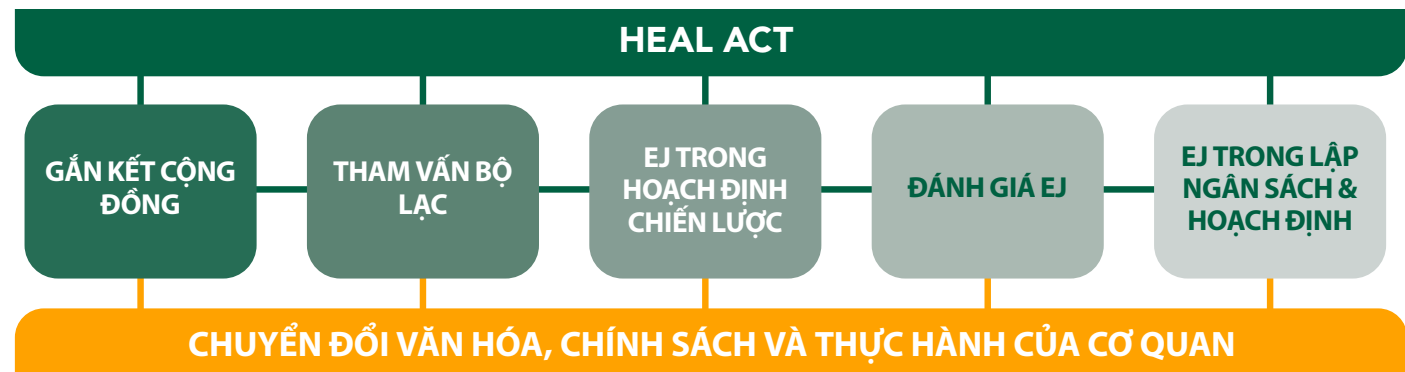 HEAL ACT
GẮN KẾT CỘNG
ĐỒNG
THAM VẤN BỘ
LẠC
EJ TRONG
HOẠCH ĐỊNH
CHIẾN LƯỢC
ĐÁNH GIÁ EJ
EJ TRONG LẬP
NGÂN SÁCH &
HOẠCH ĐỊNH
CHUYỂN ĐỔI VĂN HÓA, CHÍNH SÁCH VÀ THỰC HÀNH CỦA CƠ QUAN